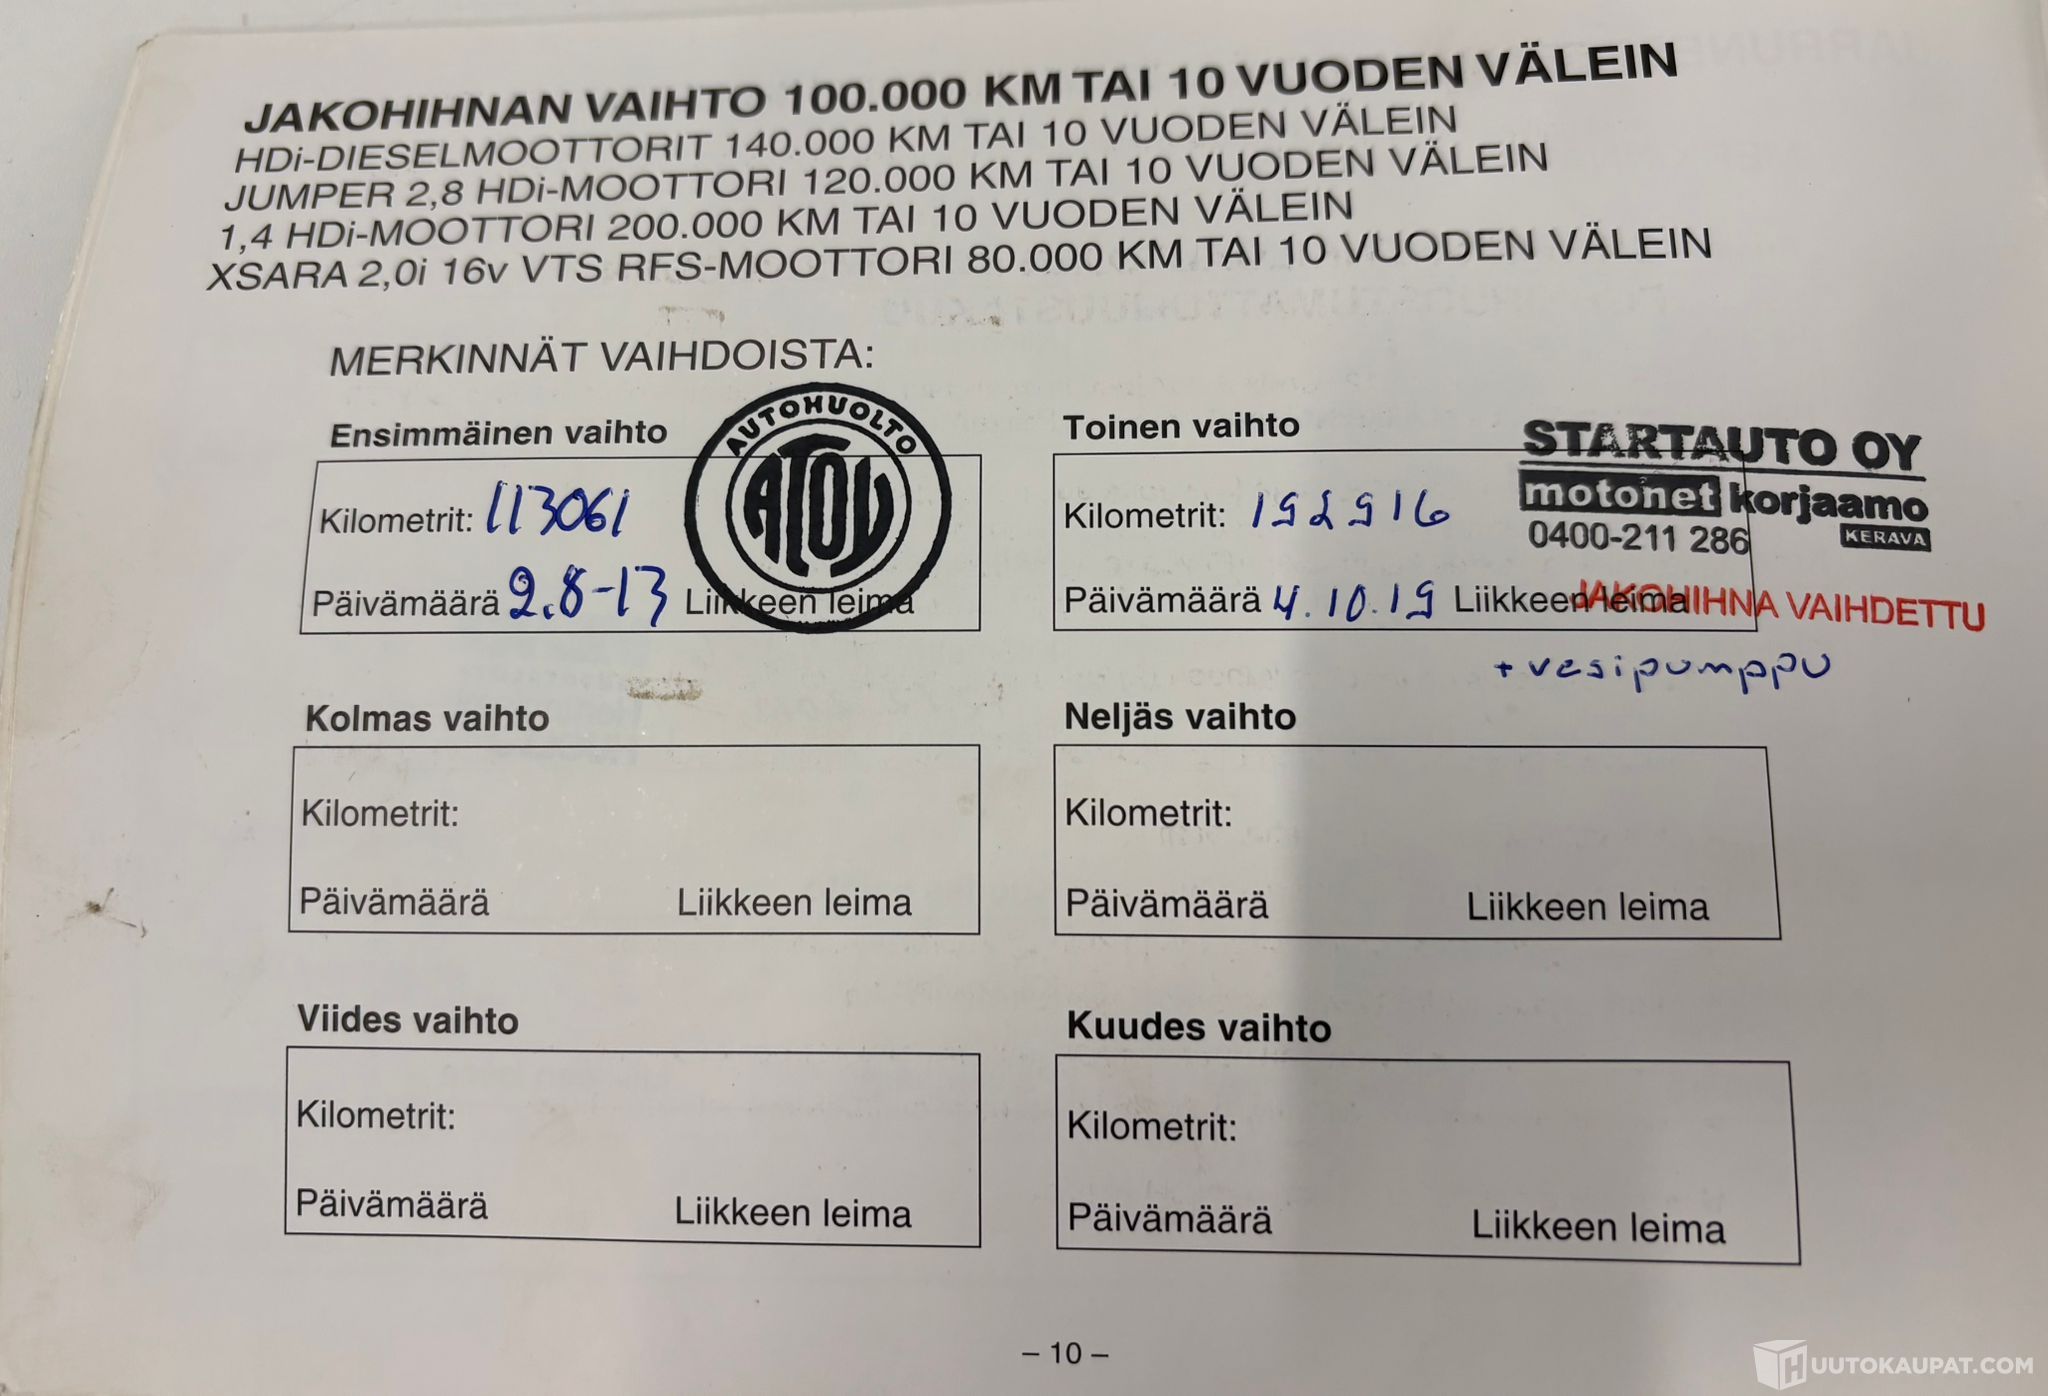 JAKOHIHNAN VAIHTO 100.000 KM TAI 10 VUODEN VÄLEIN
HDi-DIESELMOOTTORIT 140.000 KM TAI 10 VUODEN VÄLEIN
JUMPER 2,8 HDi-MOOTTORI 120.000 KM TAI 10 VUODEN VÄLEIN
1,4 HDi-MOOTTORI 200.000 KM TAI 10 VUODEN VÄLEIN
XSARA 2,0i 16v VTS RFS-MOOTTORI 80.000 KM TAI 10 VUODEN VÄLEIN
MERKINNÄT VAIHDOISTA:
Ensimmäinen vaihto
AUTOHUOLTO
ATOY
Kilometrit: 113061
Päivämäärä 2.8-13 Liikkeen leima
Toinen vaihto
STARTAUTO OY
motonet korjaamo
KERAVA
0400-211 286
Kilometrit: 192916
Päivämäärä 4.10.19 Liikkeen leima
JAKOHIHNA VAIHDETTU
+ vesipumppu
Kolmas vaihto
Kilometrit:
Päivämäärä Liikkeen leima
Neljäs vaihto
Kilometrit:
Päivämäärä Liikkeen leima
Viides vaihto
Kilometrit:
Päivämäärä Liikkeen leima
Kuudes vaihto
Kilometrit:
Päivämäärä Liikkeen leima
– 10 –
HUUTOKAUPAT.COM